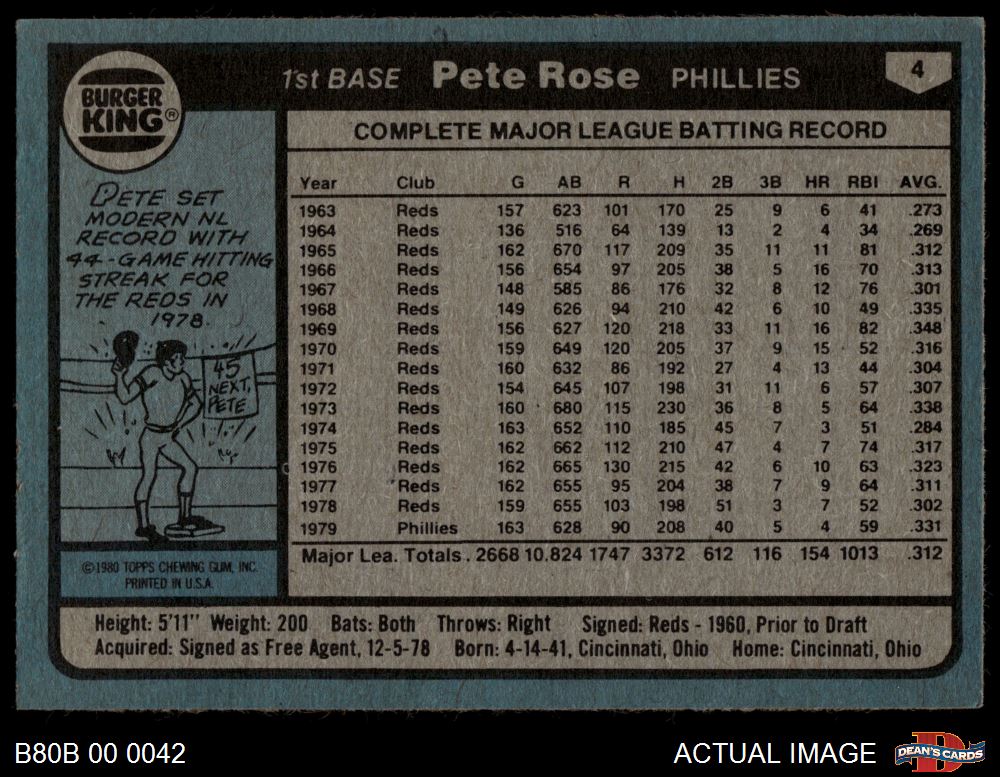 BURGER
KING®
1st BASE Pete Rose PHILLIES
4
COMPLETE MAJOR LEAGUE BATTING RECORD
Year Club G AB R H 2B 3B HR RBI AVG.
1963 Reds 157 623 101 170 25 9 6 41 .273
1964 Reds 136 516 64 139 13 2 4 34 .269
1965 Reds 162 670 117 209 35 11 11 81 .312
1966 Reds 156 654 97 205 38 5 16 70 .313
1967 Reds 148 585 86 176 32 8 12 76 .301
1968 Reds 149 626 94 210 42 6 10 49 .335
1969 Reds 156 627 120 218 33 11 16 82 .348
1970 Reds 159 649 120 205 37 9 15 52 .316
1971 Reds 160 632 86 192 27 4 13 44 .304
1972 Reds 154 645 107 198 31 11 6 57 .307
1973 Reds 160 680 115 230 36 8 5 64 .338
1974 Reds 163 652 110 185 45 7 3 51 .284
1975 Reds 162 662 112 210 47 4 7 74 .317
1976 Reds 162 665 130 215 42 6 10 63 .323
1977 Reds 162 655 95 204 38 7 9 64 .311
1978 Reds 159 655 103 198 51 3 7 52 .302
1979 Phillies 163 628 90 208 40 5 4 59 .331
Major Lea. Totals . 2668 10.824 1747 3372 612 116 154 1013 .312
PETE SET
MODERN NL
RECORD WITH
44-GAME HITTING
STREAK FOR
THE REDS IN
1978.
45
NEXT,
PETE
©1980 TOPPS CHEWING GUM, INC.
PRINTED IN U.S.A.
Height: 5'11" Weight: 200 Bats: Both Throws: Right Signed: Reds - 1960, Prior to Draft
Acquired: Signed as Free Agent, 12-5-78 Born: 4-14-41, Cincinnati, Ohio Home: Cincinnati, Ohio
B80B 00 0042
ACTUAL IMAGE
D
DEAN'S CARDS